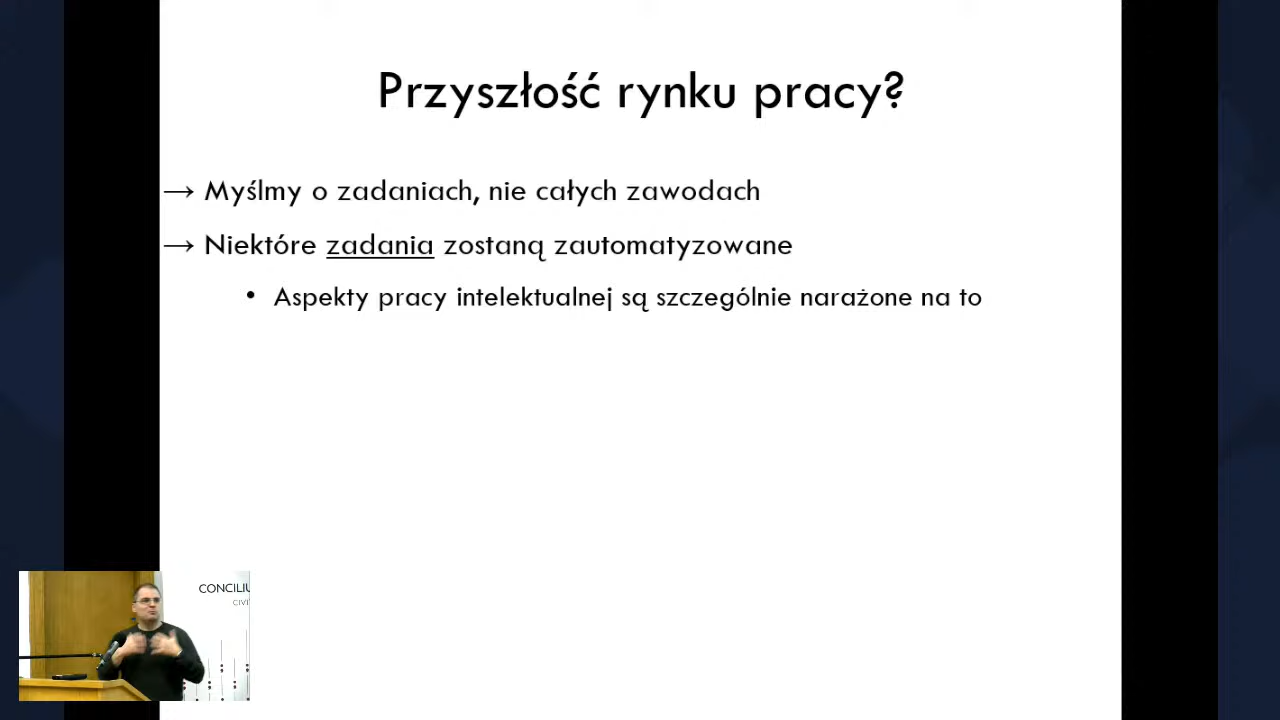 Przyszłość rynku pracy?
→ Myślmy o zadaniach, nie całych zawodach
→ Niektóre zadania zostaną zautomatyzowane
• Aspekty pracy intelektualnej są szczególnie narażone na to
CONCILIU
CIVI